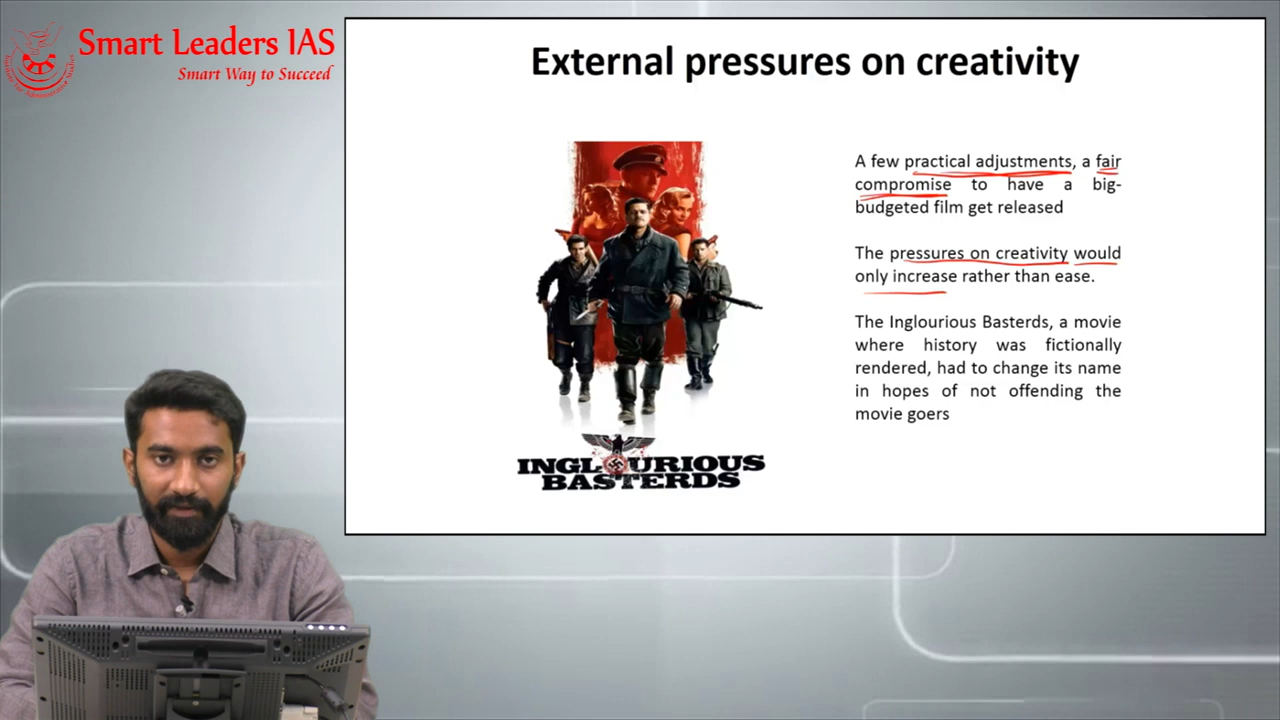 Smart Leaders IAS
Smart Way to Succeed
External pressures on creativity
A few practical adjustments, a fair
compromise to have a big-
budgeted film get released
The pressures on creativity would
only increase rather than ease.
The Inglourious Basterds, a movie
where history was fictionally
rendered, had to change its name
in hopes of not offending the
movie goers
INGLOURIOUS
BASTERDS